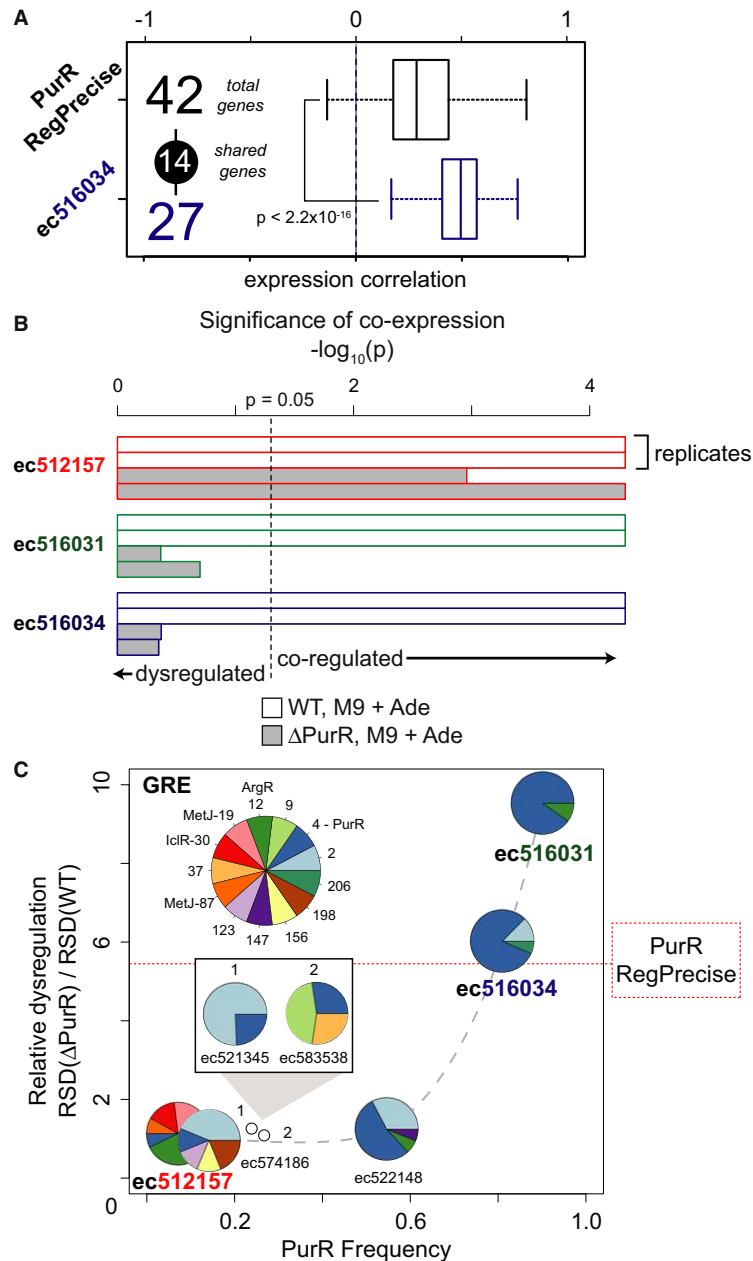 A
-1 0 1
PurR
RegPrecise
42 total
genes
14 shared
genes
ec516034
27
p < 2.2x10-16
-1 0 1
expression correlation
B
Significance of co-expression
-log10(p)
0 2 4
p = 0.05
ec512157
replicates
ec516031
ec516034
dysregulated
co-regulated
WT, M9 + Ade
ΔPurR, M9 + Ade
C
GRE
ArgR
12
9
4 - PurR
2
206
198
156
147
123
MetJ-87
37
IclR-30
MetJ-19
ec516031
ec516034
PurR
RegPrecise
1 2
ec521345 ec583538
1
2
ec574186
ec512157
ec522148
Relative dysregulation
RSD(ΔPurR) / RSD(WT)
10
6
2
0
0.2 0.6 1.0
PurR Frequency